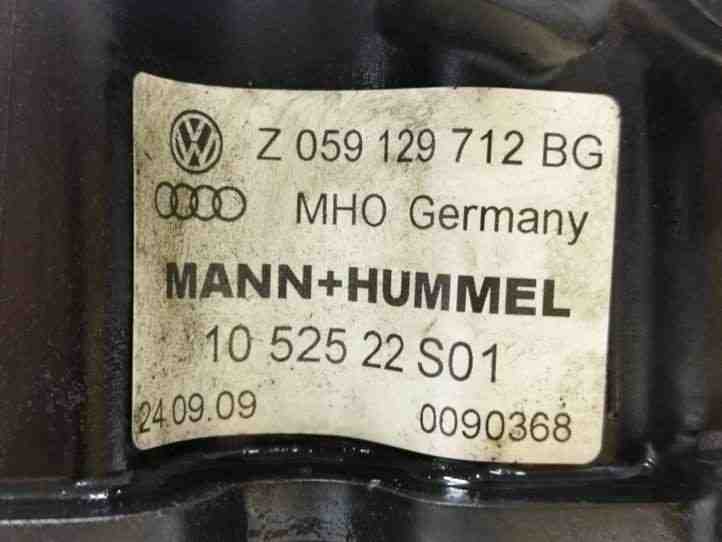 Z 059 129 712 BG
MHO Germany
MANN+HUMMEL
10 525 22 S01
24.09.09 0090368